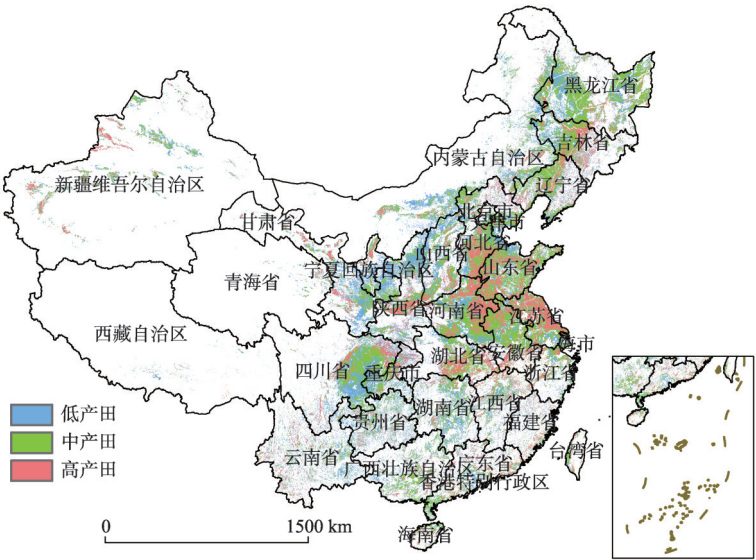 黑龙江省
吉林省
内蒙古自治区
辽宁省
新疆维吾尔自治区
北京市
甘肃省
河北省
山西省
山东省
宁夏回族自治区
青海省
陕西省
河南省
江苏省
西藏自治区
安徽省
湖北省
四川省
重庆市
浙江省
湖南省
江西省
贵州省
福建省
云南省
台湾省
广西壮族自治区
广东省
香港特别行政区
海南省
低产田
中产田
高产田
0 1500 km